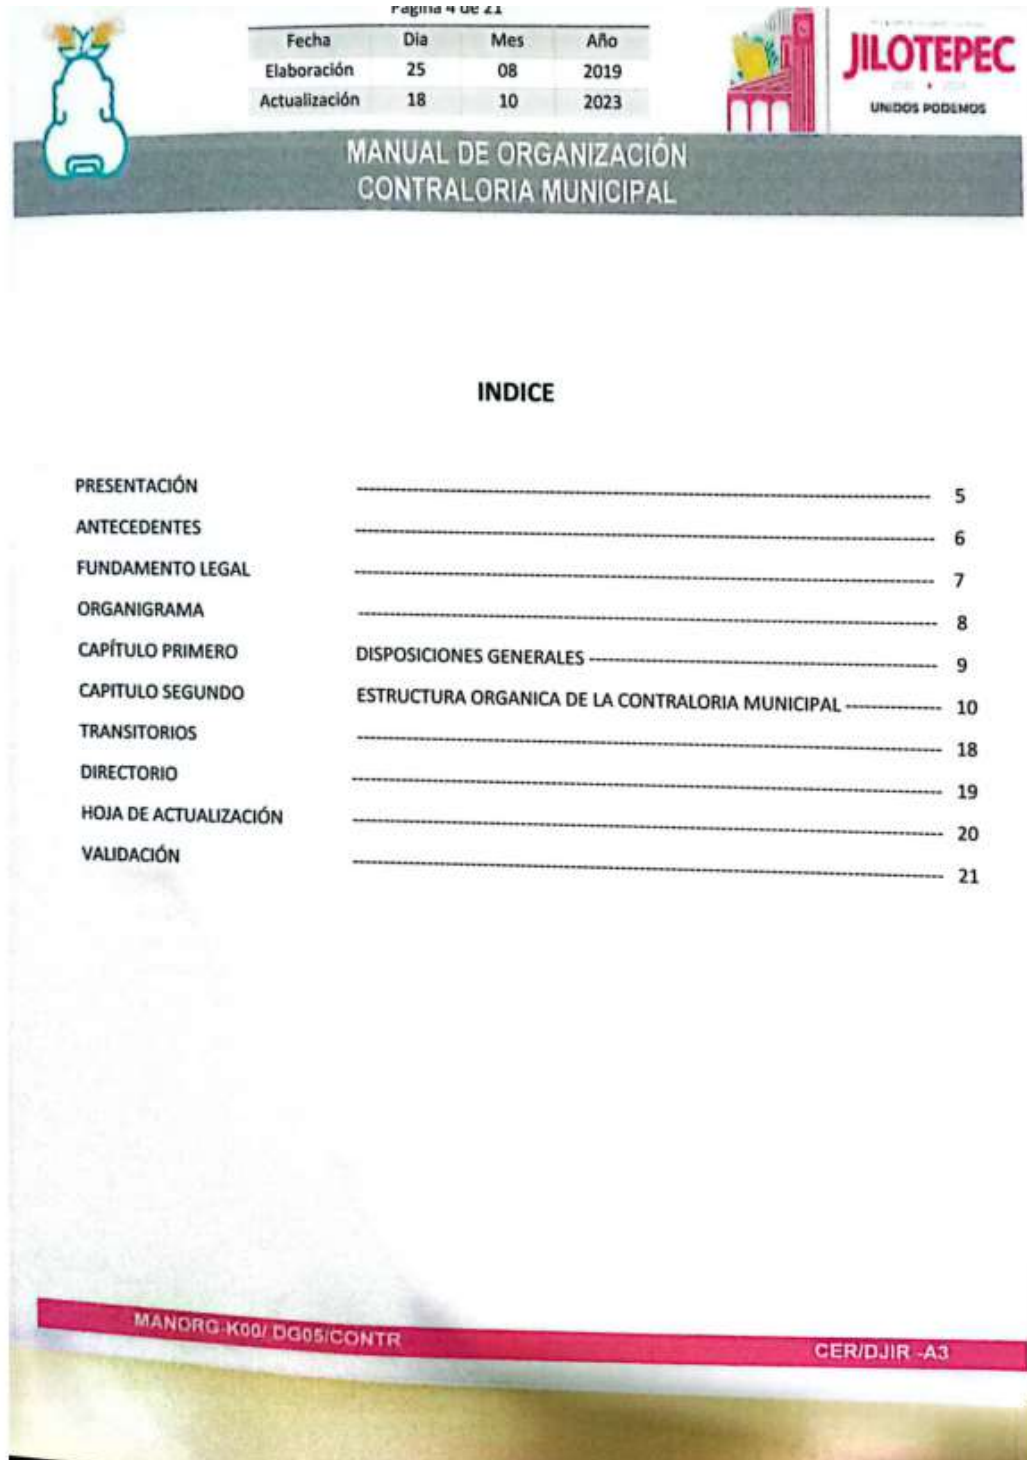 Página 4 de 21
Fecha Dia Mes Año
Elaboración 25 08 2019
Actualización 18 10 2023
JILOTEPEC
UNIDOS PODEMOS
MANUAL DE ORGANIZACIÓN
CONTRALORIA MUNICIPAL
INDICE
PRESENTACIÓN ---------- 5
ANTECEDENTES ---------- 6
FUNDAMENTO LEGAL ---------- 7
ORGANIGRAMA ---------- 8
CAPÍTULO PRIMERO DISPOSICIONES GENERALES ---------- 9
CAPITULO SEGUNDO ESTRUCTURA ORGANICA DE LA CONTRALORIA MUNICIPAL ---------- 10
TRANSITORIOS ---------- 18
DIRECTORIO ---------- 19
HOJA DE ACTUALIZACIÓN ---------- 20
VALIDACIÓN ---------- 21
MANORG-K00/ DG05/CONTR
CER/DJIR -A3